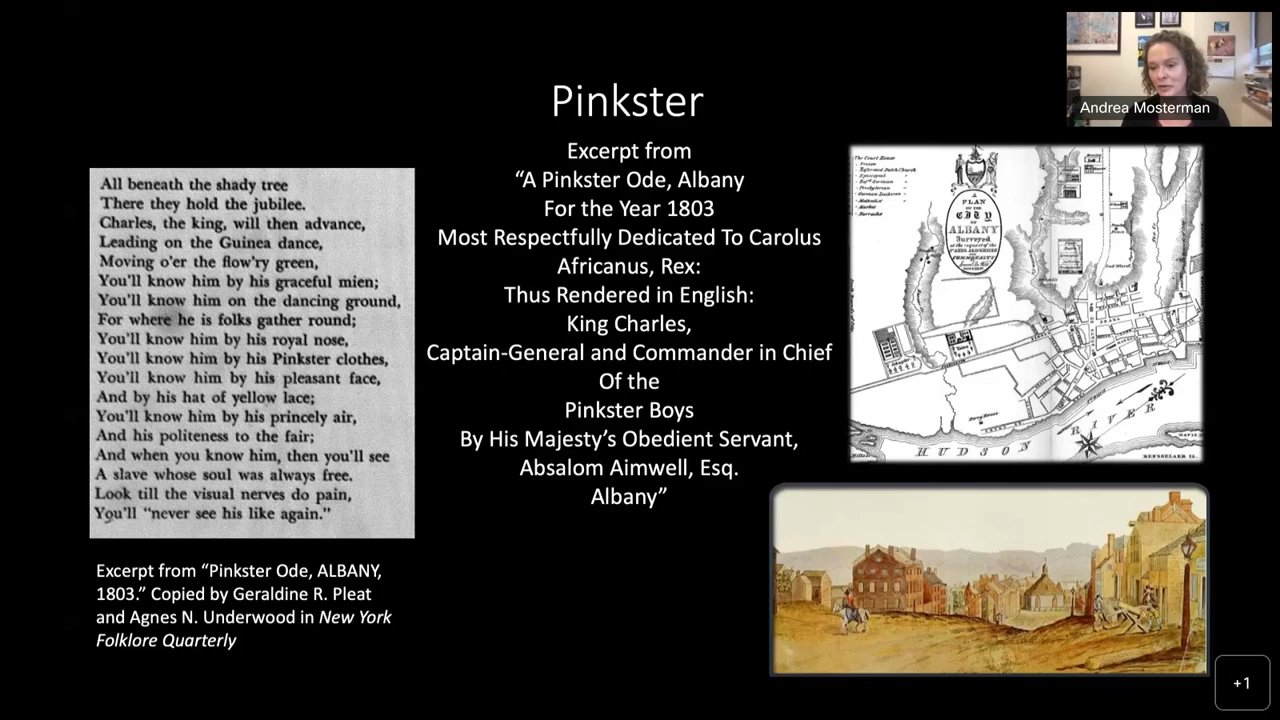 Pinkster
Andrea Mosterman
Excerpt from
“A Pinkster Ode, Albany
For the Year 1803
Most Respectfully Dedicated To Carolus
Africanus, Rex:
Thus Rendered in English:
King Charles,
Captain-General and Commander in Chief
Of the
Pinkster Boys
By His Majesty’s Obedient Servant,
Absalom Aimwell, Esq.
Albany”
All beneath the shady tree
There they hold the jubilee.
Charles, the king, will then advance,
Leading on the Guinea dance,
Moving o'er the flow'ry green,
You'll know him by his graceful mien;
You'll know him on the dancing ground,
For where he is folks gather round;
You'll know him by his royal nose,
You'll know him by his Pinkster clothes,
You'll know him by his pleasant face,
And by his hat of yellow lace;
You'll know him by his princely air,
And his politeness to the fair;
And when you know him, then you'll see
A slave whose soul was always free.
Look till the visual nerves do pain,
You'll "never see his like again."
Excerpt from “Pinkster Ode, ALBANY,
1803.” Copied by Geraldine R. Pleat
and Agnes N. Underwood in New York
Folklore Quarterly
A PLAN
OF THE
CITY
OF
ALBANY
Surveyed
HUDSON RIVER
+1